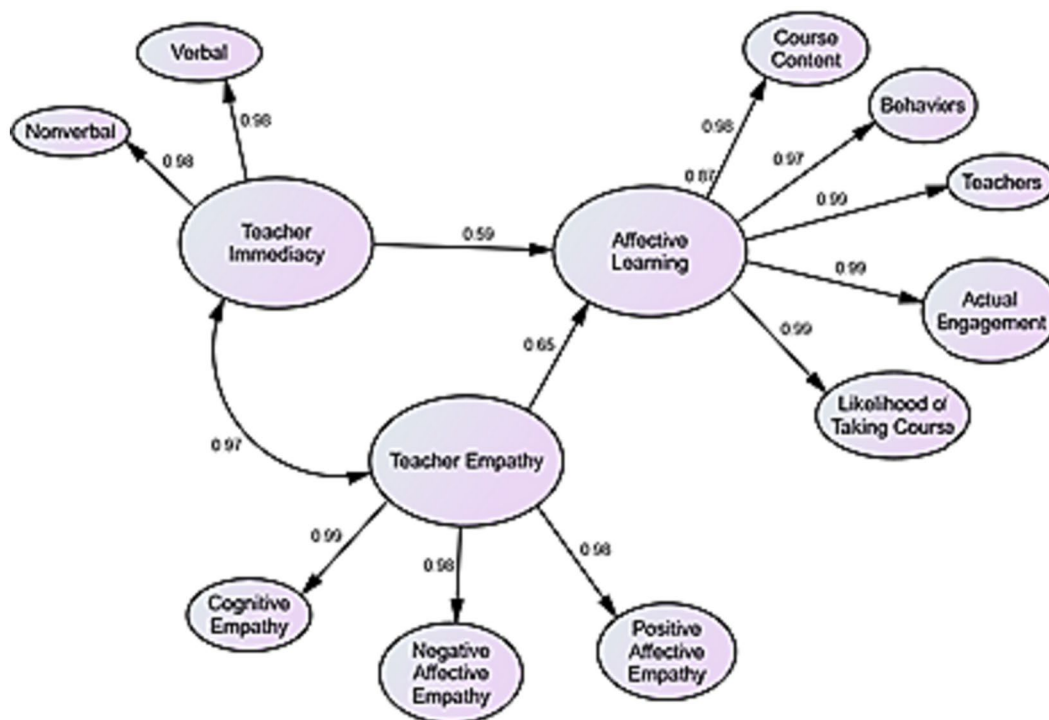 Course
Content
Verbal
Behaviors
0.98
Nonverbal
0.98
0.98
0.97
0.87
Teachers
0.99
Teacher
Immediacy
0.59
Affective
Learning
0.99
Actual
Engagement
0.99
0.65
Likelihood of
Taking Course
0.97
Teacher Empathy
0.99
0.98
0.98
Cognitive
Empathy
Negative
Affective
Empathy
Positive
Affective
Empathy